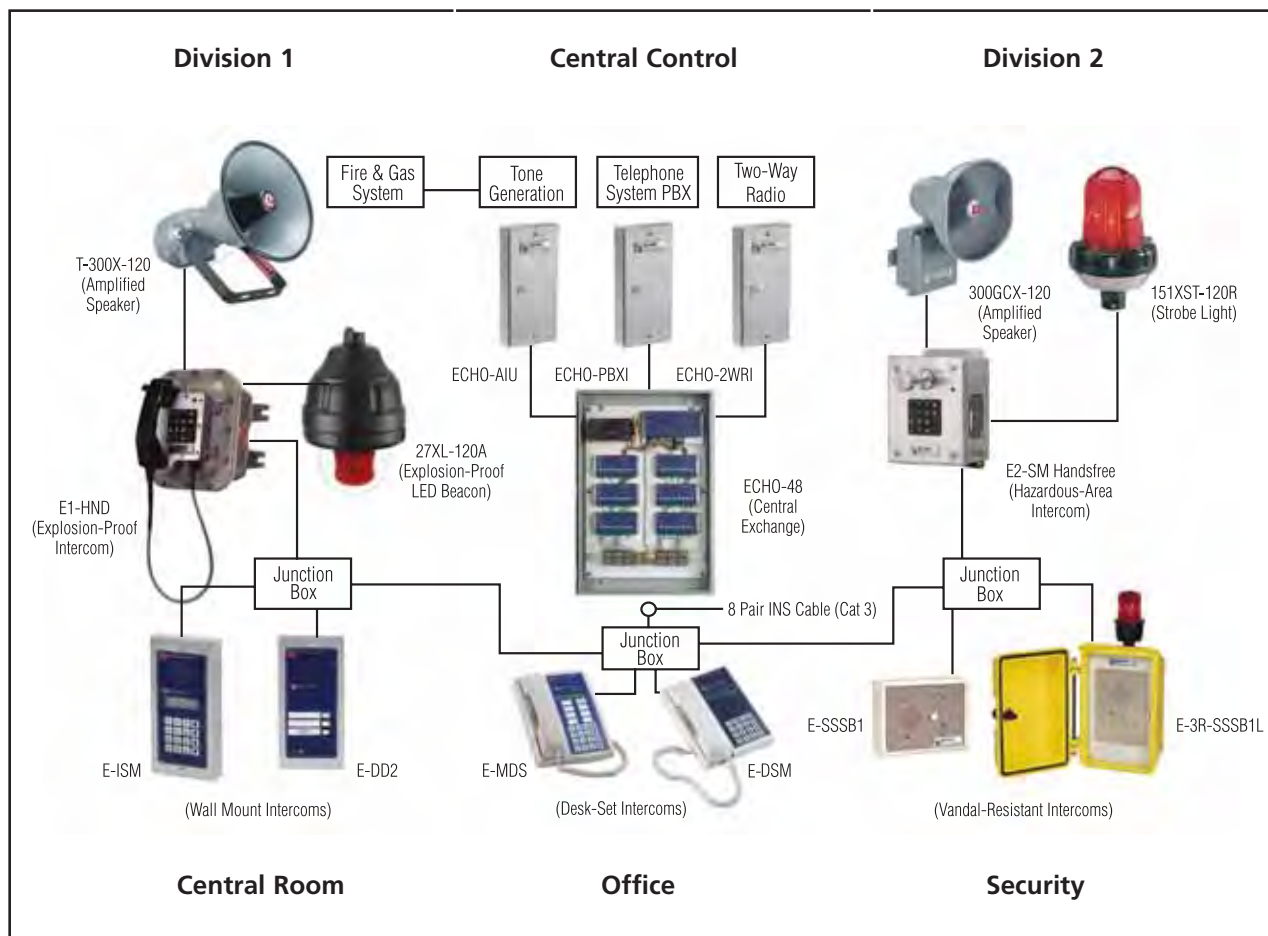 Division 1
Central Control
Division 2
Fire & Gas
System
Tone
Generation
Telephone
System PBX
Two-Way
Radio
T-300X-120
(Amplified
Speaker)
300GCX-120
(Amplified
Speaker)
151XST-120R
(Strobe Light)
ECHO-AIU
ECHO-PBXI
ECHO-2WRI
27XL-120A
(Explosion-Proof
LED Beacon)
E1-HND
(Explosion-Proof
Intercom)
ECHO-48
(Central
Exchange)
E2-SM Handsfree
(Hazardous-Area
Intercom)
Junction
Box
8 Pair INS Cable (Cat 3)
Junction
Box
Junction
Box
E-ISM
E-DD2
E-MDS
E-DSM
E-SSSB1
E-3R-SSSB1L
(Wall Mount Intercoms)
(Desk-Set Intercoms)
(Vandal-Resistant Intercoms)
Central Room
Office
Security